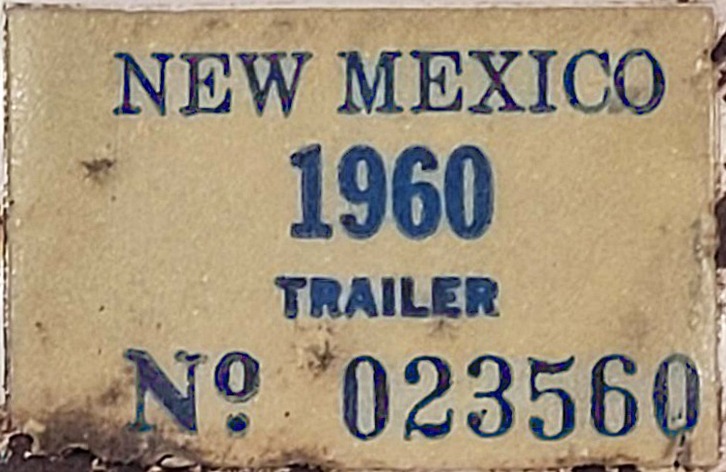 NEW MEXICO
1960
TRAILER
Nº. 023560